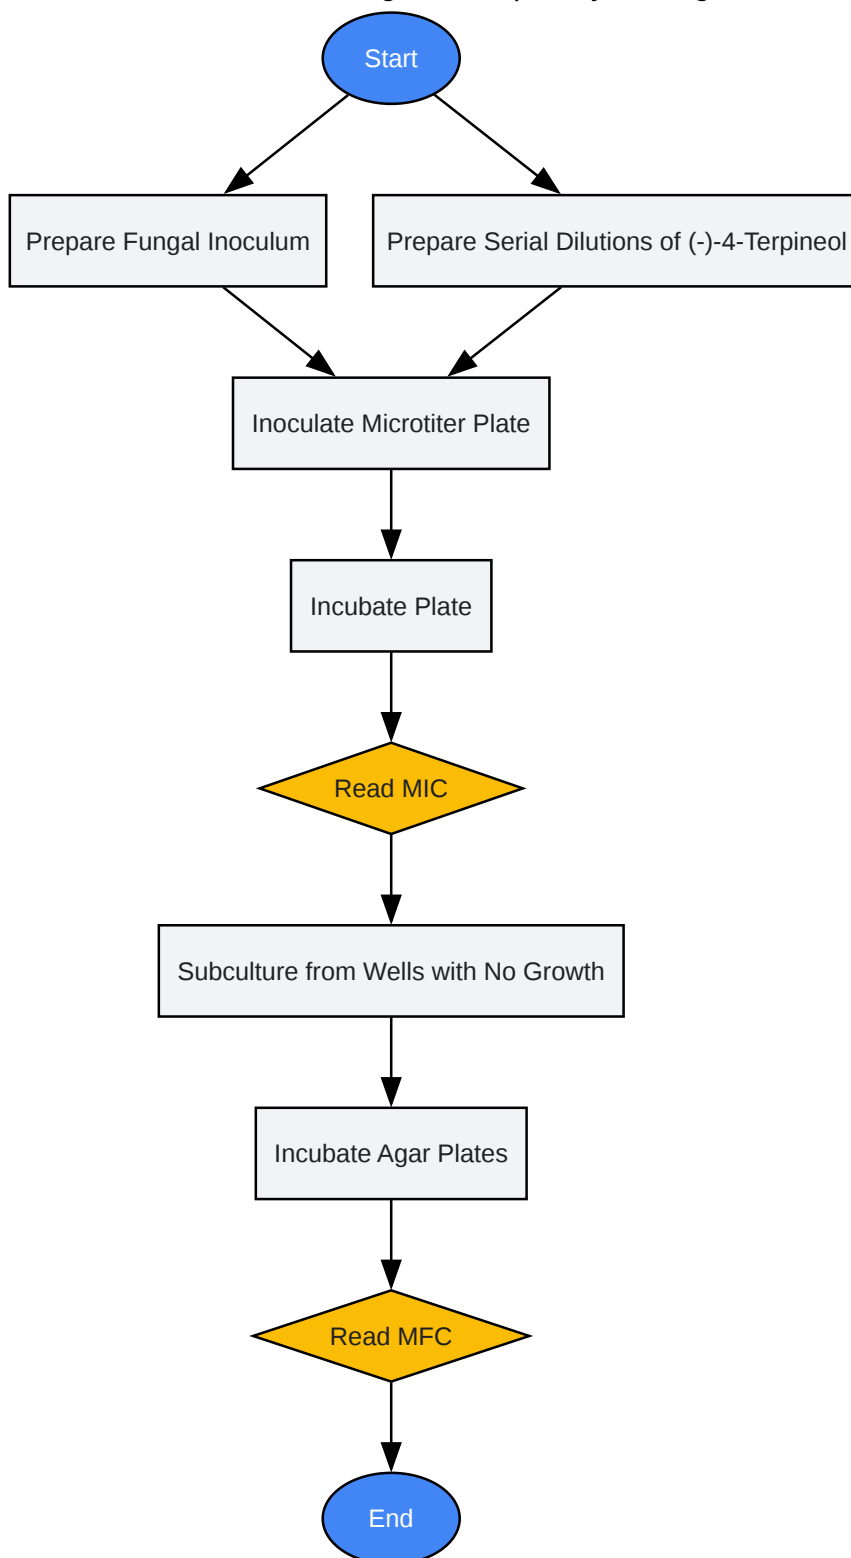 Start
Prepare Fungal Inoculum
Prepare Serial Dilutions of (-)-4-Terpineol
Inoculate Microtiter Plate
Incubate Plate
Read MIC
Subculture from Wells with No Growth
Incubate Agar Plates
Read MFC
End